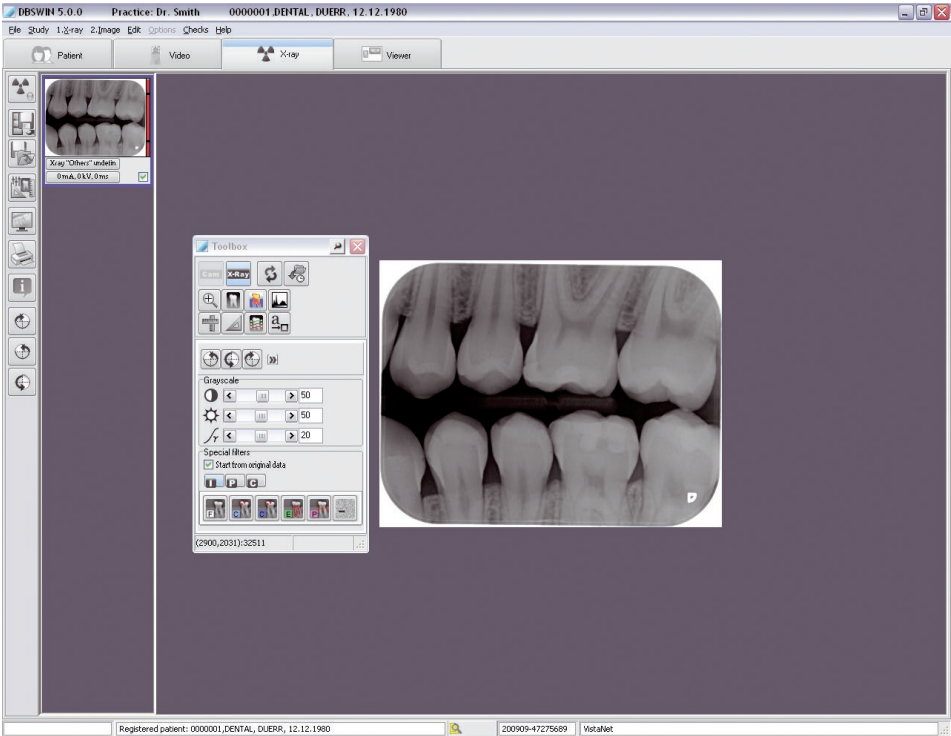 DBSWIN 5.0.0 Practice: Dr. Smith 0000001,DENTAL, DUERR, 12.12.1980
File Study 1.X-ray 2.Image Edit Options Checks Help
Patient Video X-ray Viewer
Xray "Others" undefin
0 mA, 0 kV, 0 ms
Toolbox
Cam X-Ray
a
50
50
20
Grayscale
Special filters
Start from original data
I P C
F C C E P
(2900,2031):32511
D
Registered patient: 0000001,DENTAL, DUERR, 12.12.1980 200909-47275689 VistaNet